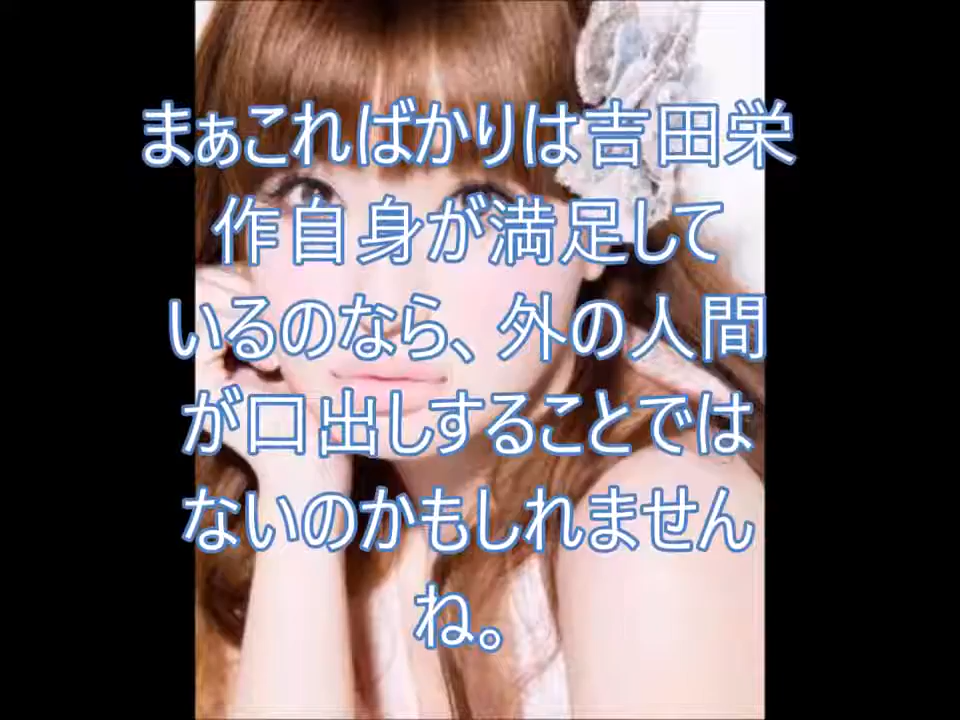 まぁこればかりは吉田栄
作自身が満足して
いるのなら、外の人間
が口出しすることでは
ないのかもしれません
ね。